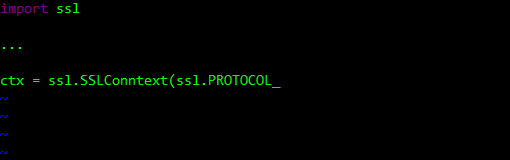 import ssl
...
ctx = ssl.SSLConntext(ssl.PROTOCOL_
~
~
~
~